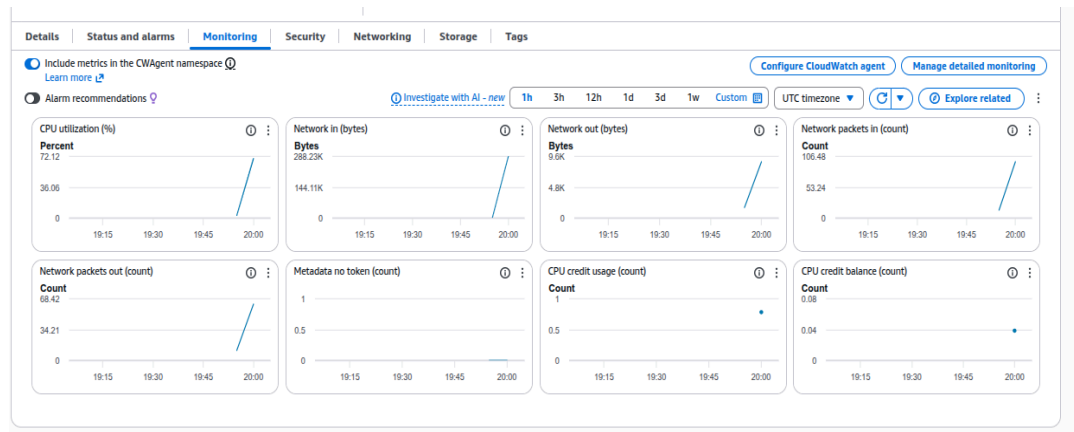 Details Status and alarms Monitoring Security Networking Storage Tags
Include metrics in the CWAgent namespace
Learn more
Configure CloudWatch agent Manage detailed monitoring
Alarm recommendations
Investigate with AI - new 1h 3h 12h 1d 3d 1w Custom UTC timezone Explore related
CPU utilization (%)
Percent
72.12
36.06
0
19:15 19:30 19:45 20:00
Network in (bytes)
Bytes
288.23K
144.11K
0
19:15 19:30 19:45 20:00
Network out (bytes)
Bytes
9.6K
4.8K
0
19:15 19:30 19:45 20:00
Network packets in (count)
Count
106.48
53.24
0
19:15 19:30 19:45 20:00
Network packets out (count)
Count
68.42
34.21
0
19:15 19:30 19:45 20:00
Metadata no token (count)
1
0.5
0
19:15 19:30 19:45 20:00
CPU credit usage (count)
Count
1
0.5
0
19:15 19:30 19:45 20:00
CPU credit balance (count)
Count
0.08
0.04
0
19:15 19:30 19:45 20:00